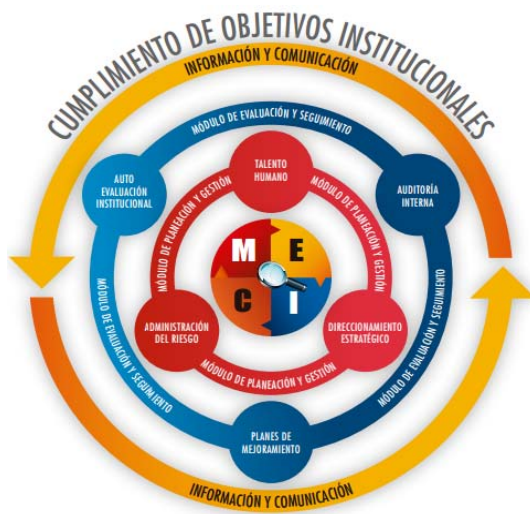 CUMPLIMIENTO DE OBJETIVOS INSTITUCIONALES
INFORMACIÓN Y COMUNICACIÓN
MÓDULO DE EVALUACIÓN Y SEGUIMIENTO
TALENTO
HUMANO
AUTO
EVALUACIÓN
INSTITUCIONAL
AUDITORÍA
INTERNA
MÓDULO DE PLANEACIÓN Y GESTIÓN
MÓDULO DE PLANEACIÓN Y GESTIÓN
M E
C I
MÓDULO DE EVALUACIÓN Y SEGUIMIENTO
MÓDULO DE EVALUACIÓN Y SEGUIMIENTO
ADMINISTRACIÓN
DEL RIESGO
DIRECCIONAMIENTO
ESTRATÉGICO
MÓDULO DE PLANEACIÓN Y GESTIÓN
PLANES DE
MEJORAMIENTO
INFORMACIÓN Y COMUNICACIÓN